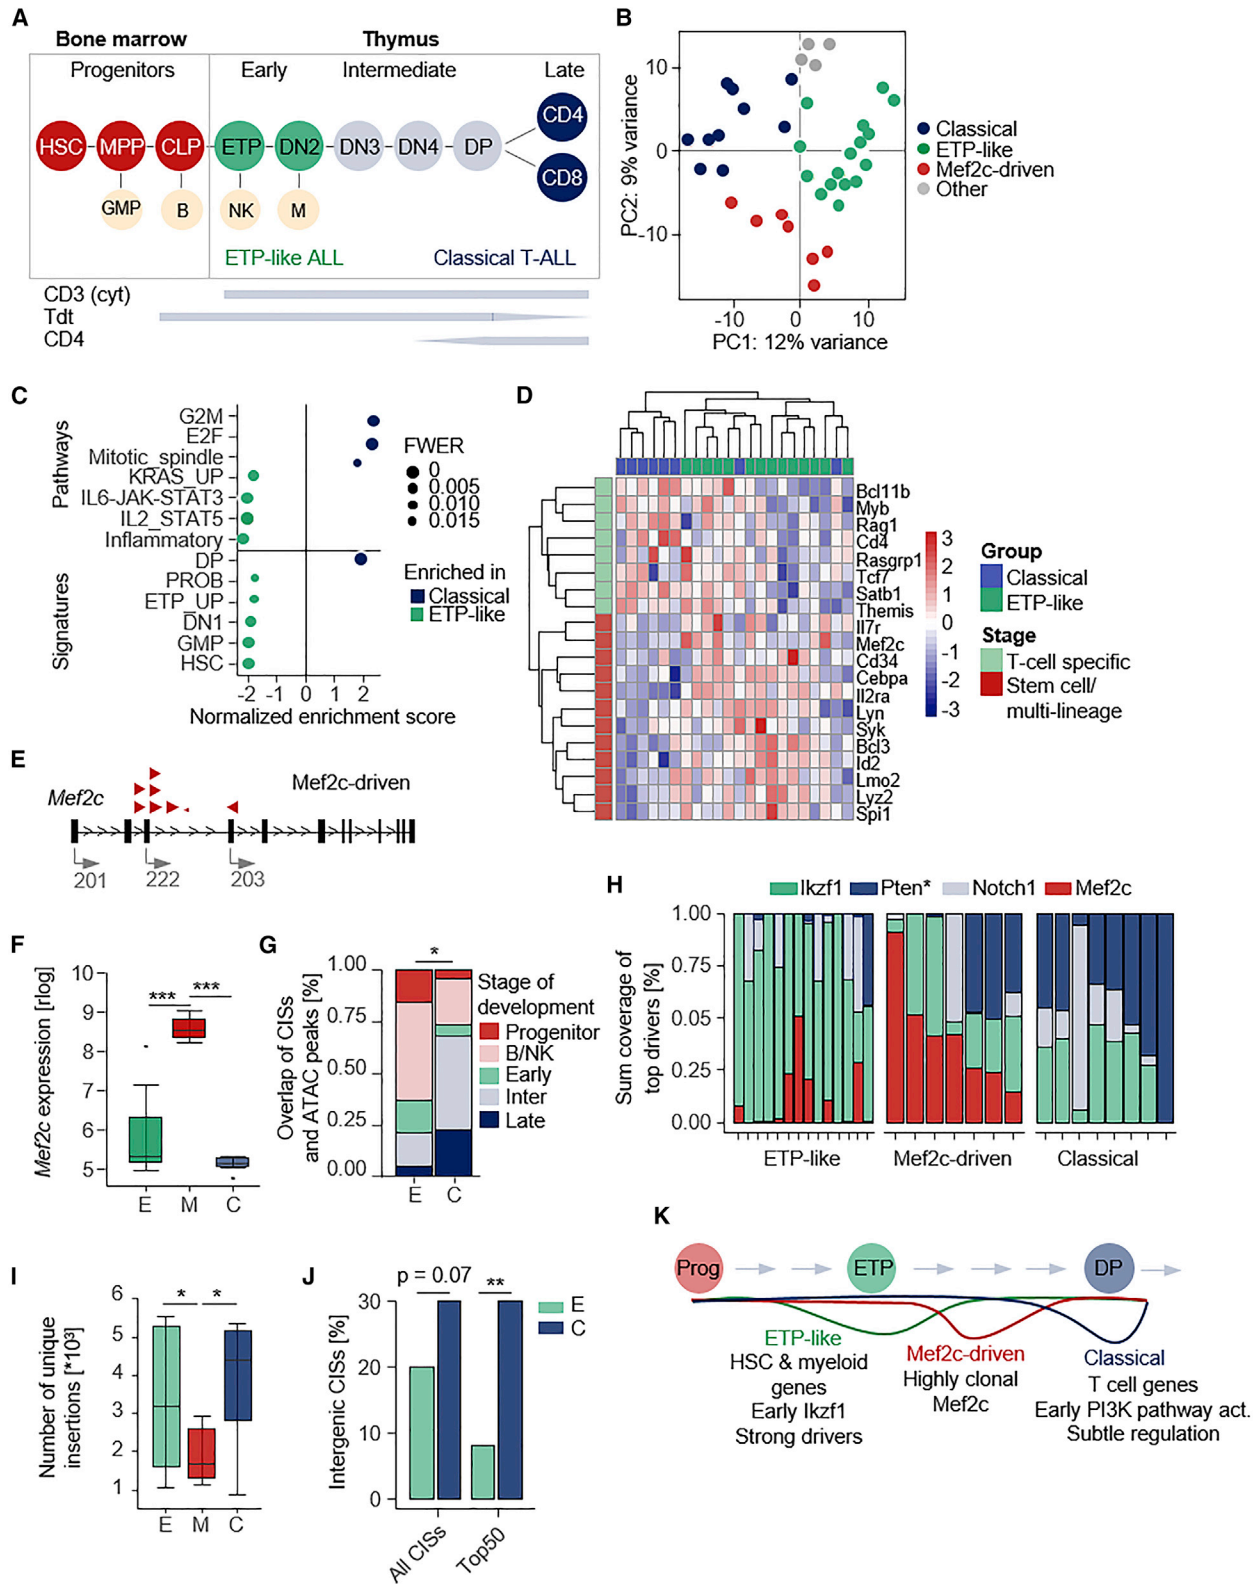 A
Bone marrow
Thymus
Progenitors
Early
Intermediate
Late
HSC
MPP
CLP
ETP
DN2
DN3
DN4
DP
CD4
CD8
GMP
B
NK
M
ETP-like ALL
Classical T-ALL
CD3 (cyt)
Tdt
CD4
B
PC2: 9% variance
10
0
-10
-10
0
10
PC1: 12% variance
Classical
ETP-like
Mef2c-driven
Other
C
Pathways
G2M
E2F
Mitotic_spindle
KRAS_UP
IL6-JAK-STAT3
IL2_STAT5
Inflammatory
Signatures
DP
PROB
ETP_UP
DN1
GMP
HSC
-2 -1 0 1 2
Normalized enrichment score
FWER
0
0.005
0.010
0.015
Enriched in
Classical
ETP-like
D
Bcl11b
Myb
Rag1
Cd4
Rasgrp1
Tcf7
Satb1
Themis
Il7r
Mef2c
Cd34
Cebpa
Il2ra
Lyn
Syk
Bcl3
Id2
Lmo2
Lyz2
Spi1
3
2
1
0
-1
-2
-3
Group
Classical
ETP-like
Stage
T-cell specific
Stem cell/
multi-lineage
E
Mef2c
Mef2c-driven
201
222
203
F
Mef2c expression [rlog]
10
9
8
7
6
5
***
***
E
M
C
G
Overlap of CISs
and ATAC peaks [%]
1.00
0.75
0.50
0.25
0.00
*
E
C
Stage of
development
Progenitor
B/NK
Early
Inter
Late
H
Ikzf1
Pten*
Notch1
Mef2c
Sum coverage of
top drivers [%]
1.00
0.75
0.05
0.25
0.00
ETP-like
Mef2c-driven
Classical
I
Number of unique
insertions [*10³]
6
5
4
3
2
1
*
*
E
M
C
J
Intergenic CISs [%]
p = 0.07
**
30
20
10
0
All CISs
Top50
E
C
K
Prog
ETP
DP
ETP-like
HSC & myeloid
genes
Early Ikzf1
Strong drivers
Mef2c-driven
Highly clonal
Mef2c
Classical
T cell genes
Early PI3K pathway act.
Subtle regulation